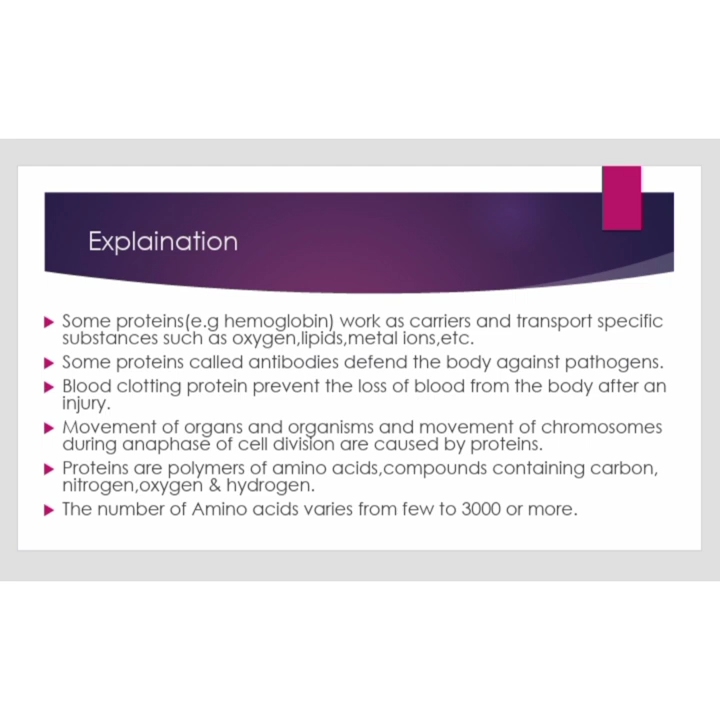 Explaination
Some proteins(e.g hemoglobin) work as carriers and transport specific
substances such as oxygen,lipids,metal ions,etc.
Some proteins called antibodies defend the body against pathogens.
Blood clotting protein prevent the loss of blood from the body after an
injury.
Movement of organs and organisms and movement of chromosomes
during anaphase of cell division are caused by proteins.
Proteins are polymers of amino acids,compounds containing carbon,
nitrogen,oxygen & hydrogen.
The number of Amino acids varies from few to 3000 or more.